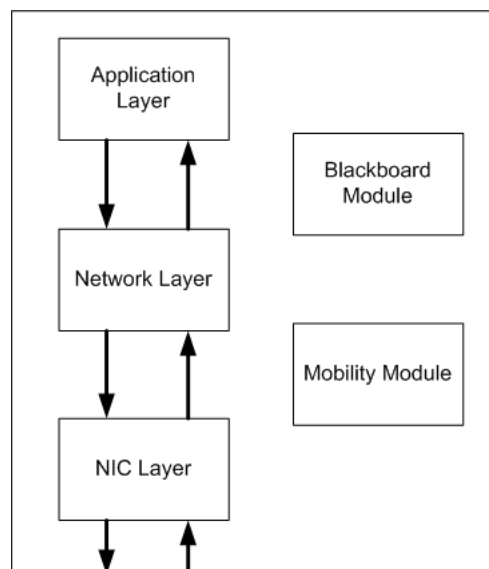 Application
Layer
Blackboard
Module
Network Layer
Mobility Module
NIC Layer